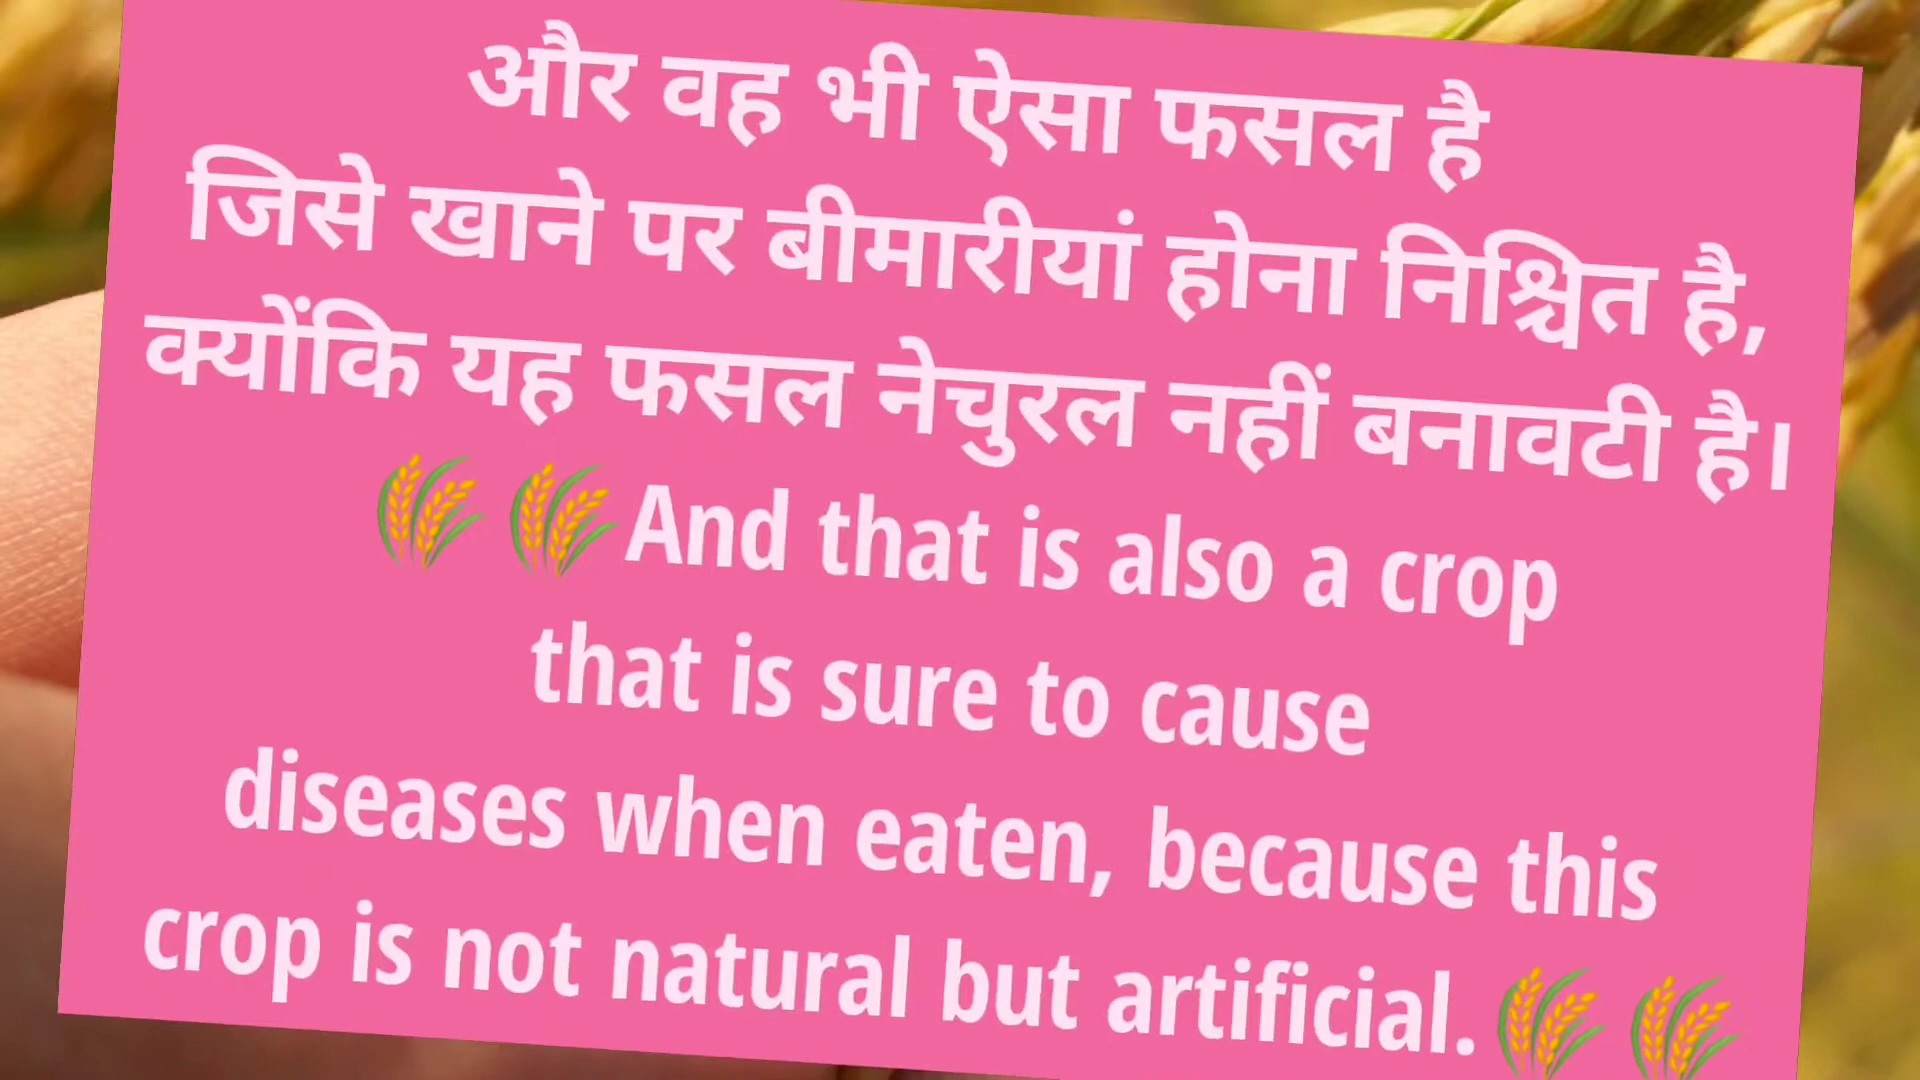 और वह भी ऐसा फसल है
जिसे खाने पर बीमारीयां होना निश्चित है,
क्योंकि यह फसल नेचुरल नहीं बनावटी है।
🌾 🌾And that is also a crop
that is sure to cause
diseases when eaten, because this
crop is not natural but artificial.🌾 🌾